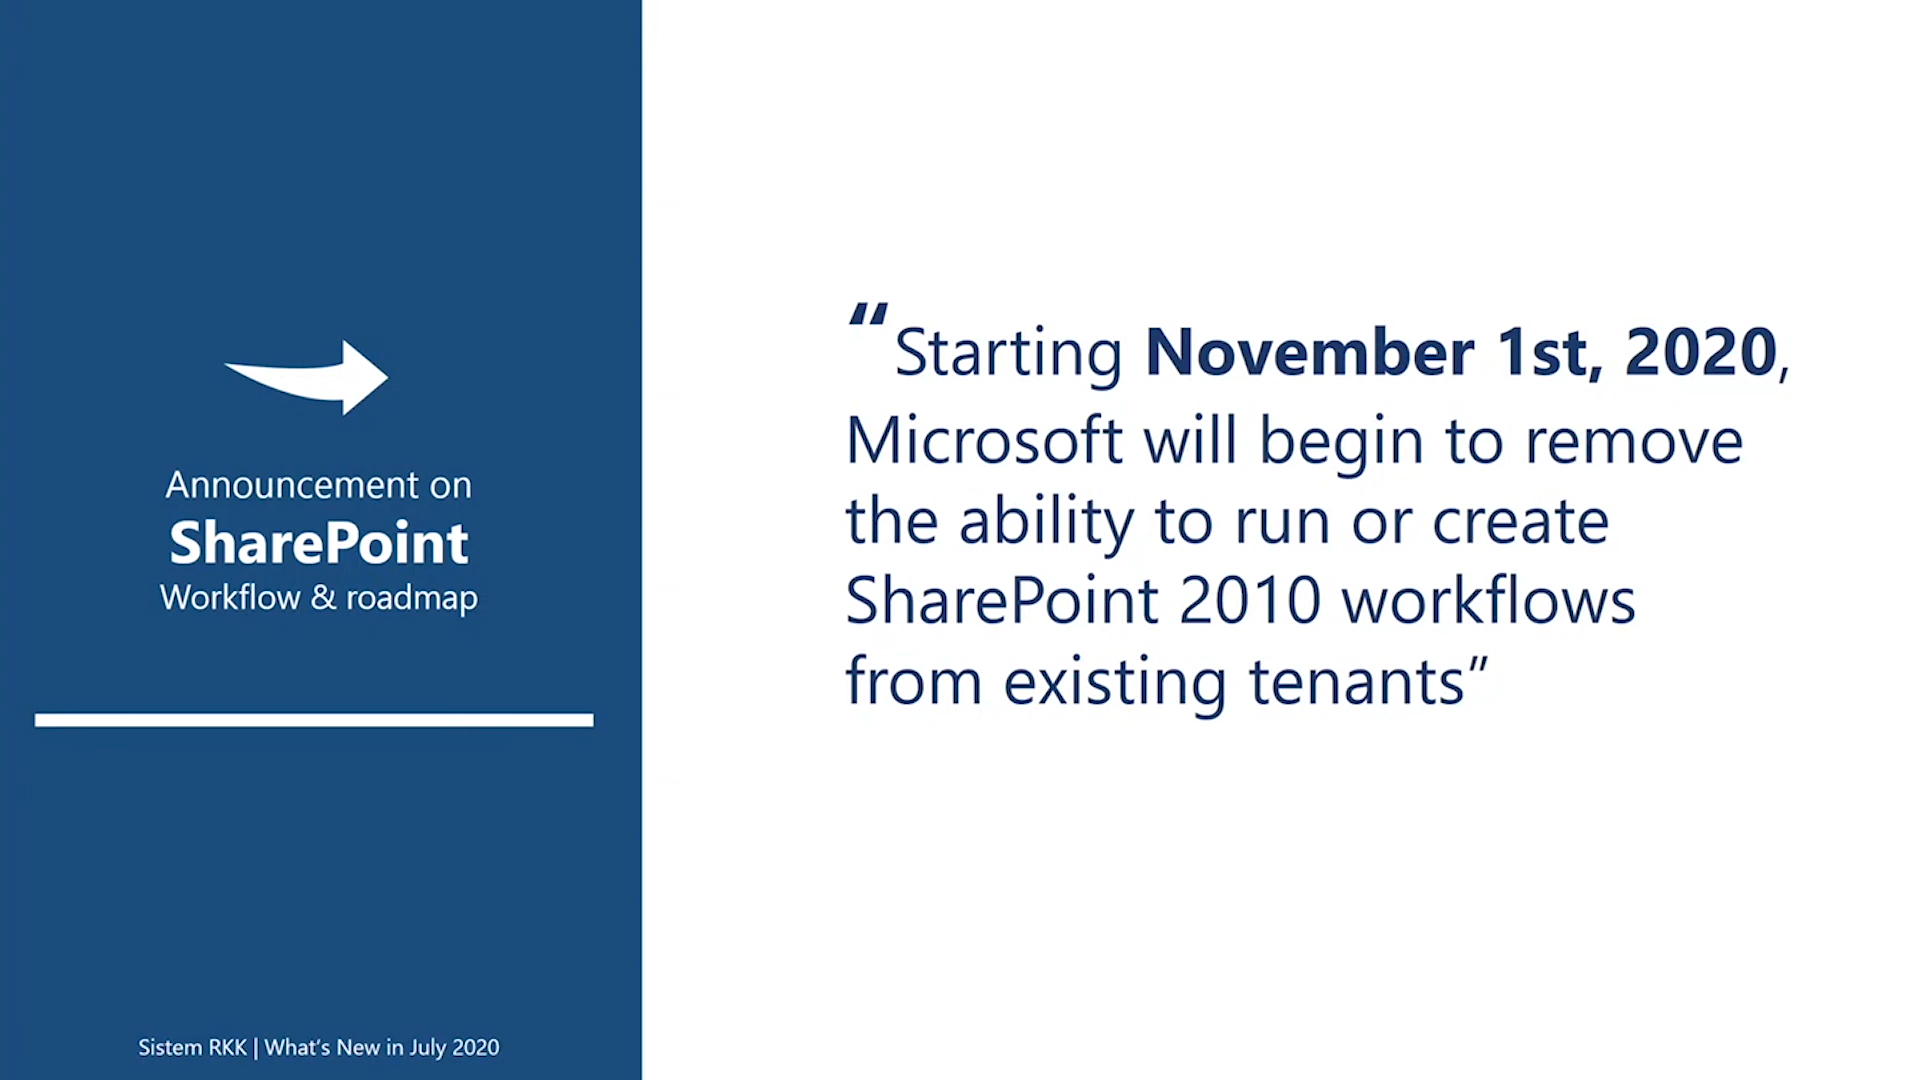 Announcement on
SharePoint
Workflow & roadmap
Sistem RKK | What's New in July 2020
“Starting November 1st, 2020,
Microsoft will begin to remove
the ability to run or create
SharePoint 2010 workflows
from existing tenants”